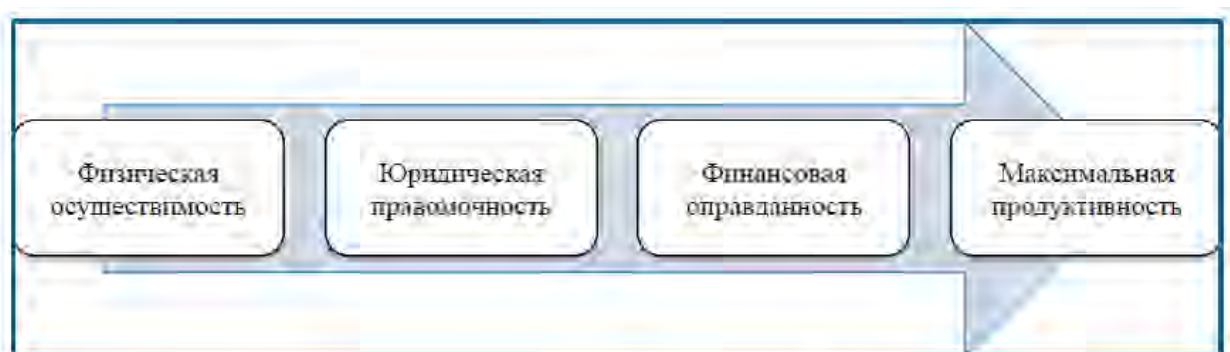 Физическая
осуществимость
Юридическая
правомочность
Финансовая
оправданность
Максимальная
продуктивность